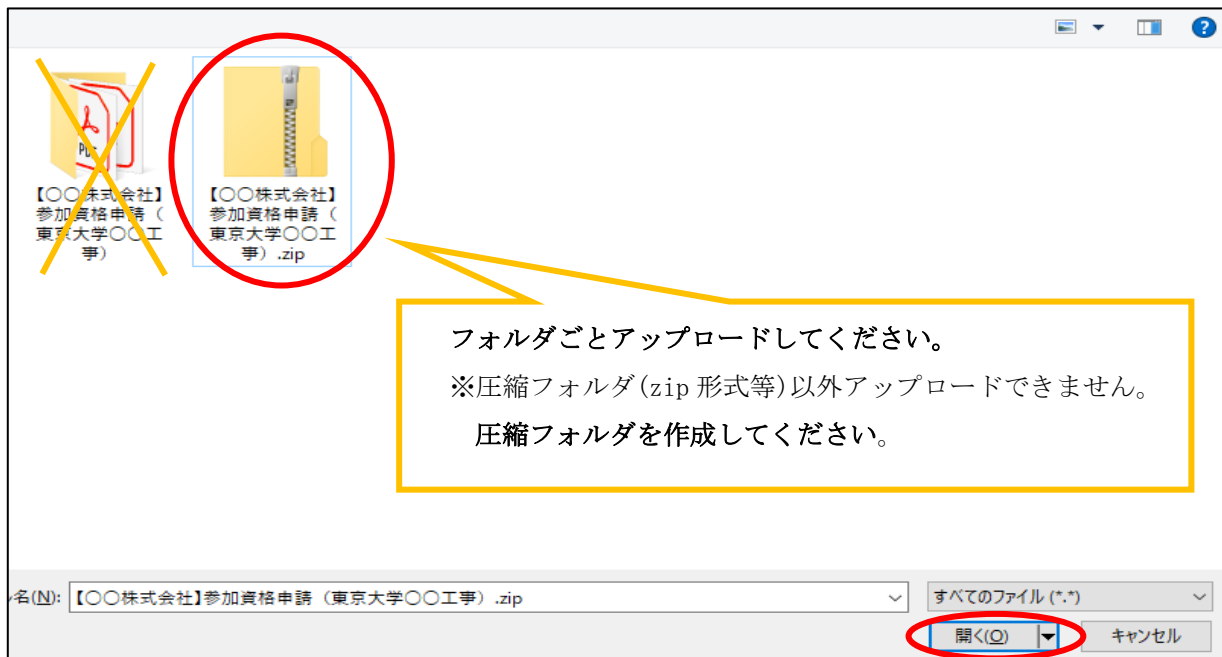 PDF
【〇〇株式会社】
参加資格申請（
東京大学〇〇工
事）
【〇〇株式会社】
参加資格申請（
東京大学〇〇工
事）.zip
フォルダごとアップロードしてください。
※圧縮フォルダ(zip 形式等)以外アップロードできません。
圧縮フォルダを作成してください。
ル名(N): 【〇〇株式会社】参加資格申請（東京大学〇〇工事）.zip
すべてのファイル (*.*)
開く(O)
キャンセル